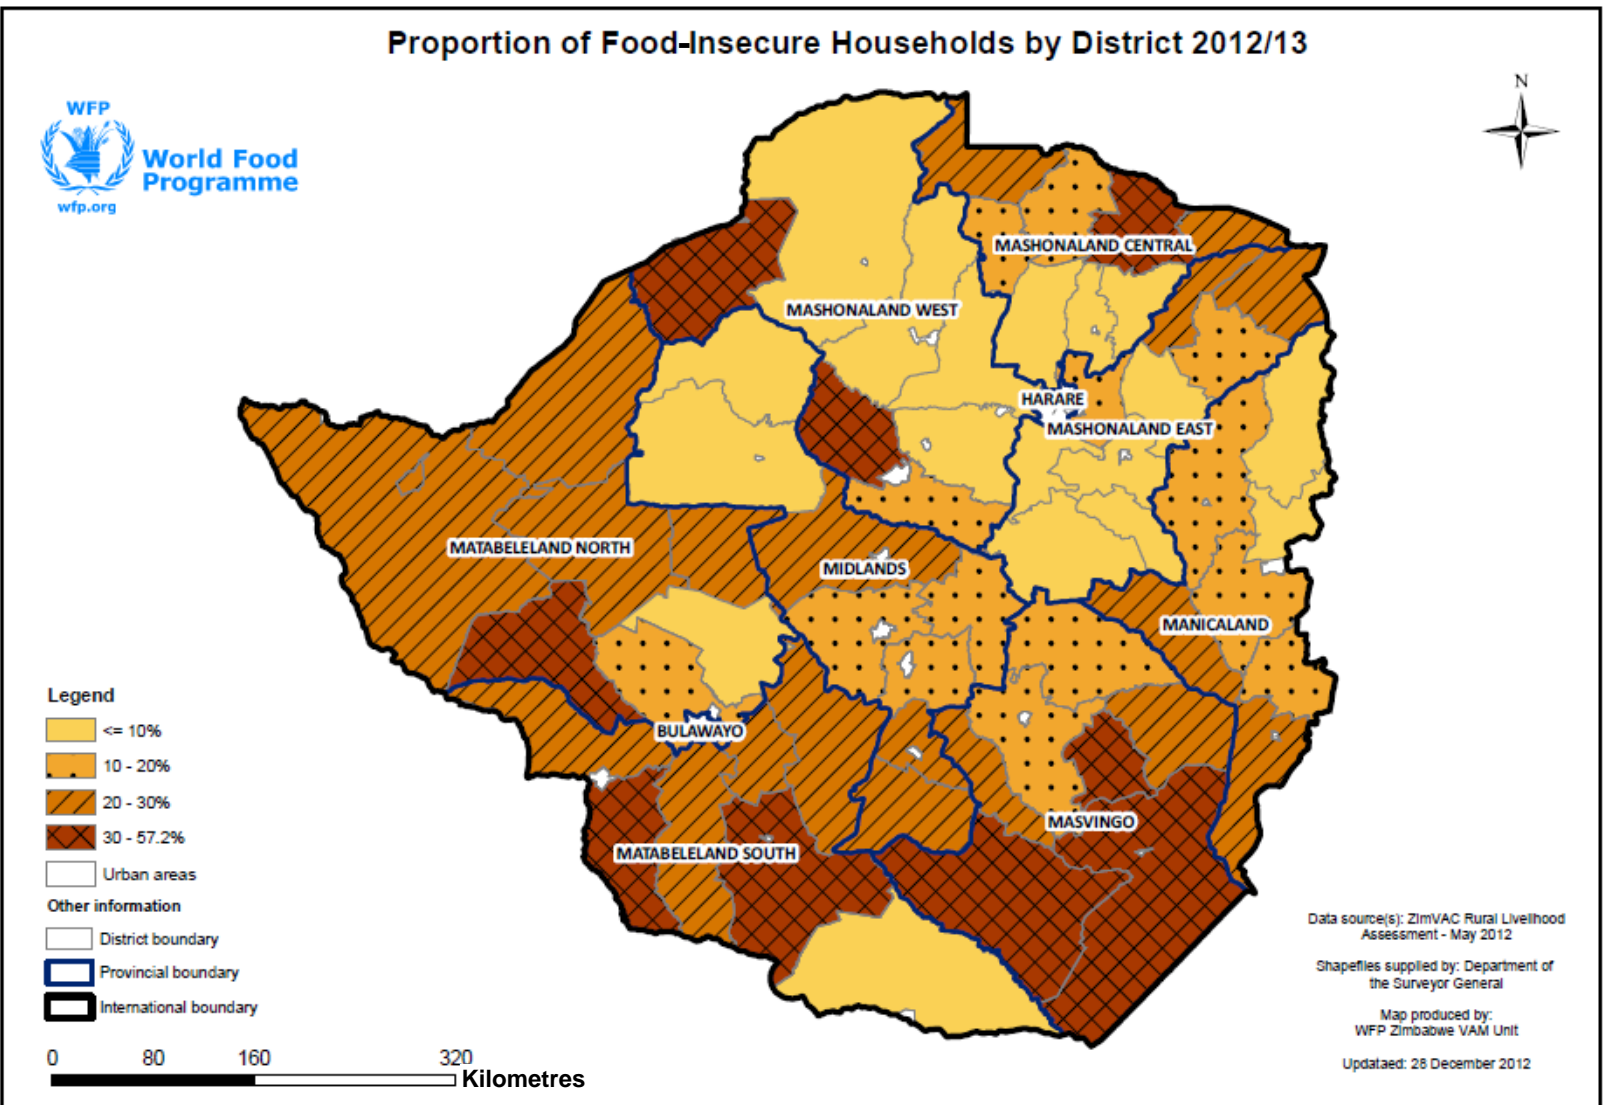 Proportion of Food-Insecure Households by District 2012/13
WFP
World Food
Programme
wfp.org
N
MASHONALAND CENTRAL
MASHONALAND WEST
HARARE
MASHONALAND EAST
MATABELELAND NORTH
MIDLANDS
MANICALAND
BULAWAYO
MASVINGO
MATABELELAND SOUTH
Legend
<= 10%
10 - 20%
20 - 30%
30 - 57.2%
Urban areas
Other information
District boundary
Provincial boundary
International boundary
0 80 160 320
Kilometres
Data source(s): ZimVAC Rural Livelihood
Assessment - May 2012
Shapefiles supplied by: Department of
the Surveyor General
Map produced by:
WFP Zimbabwe VAM Unit
Updataed: 28 December 2012